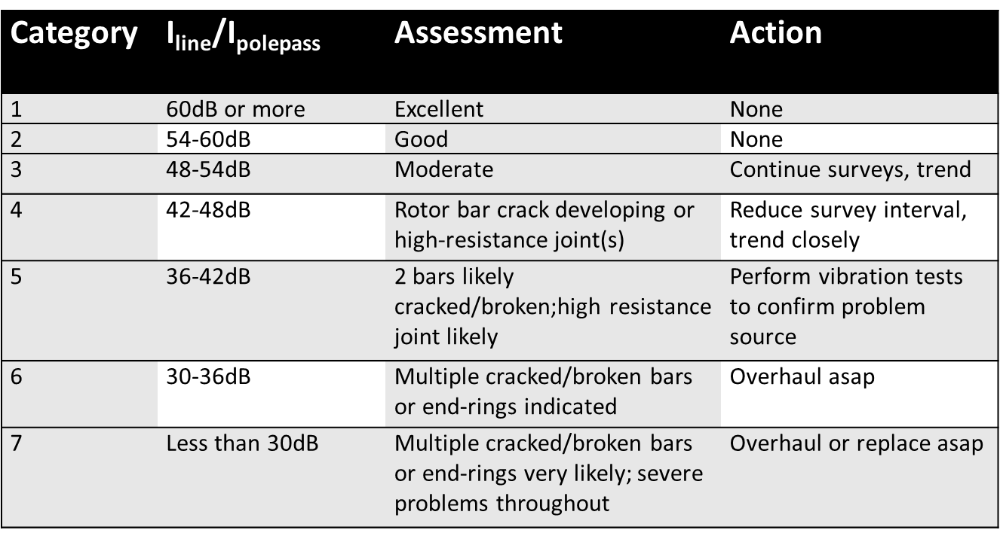 Category I_line/I_polepass Assessment Action
1 60dB or more Excellent None
2 54-60dB Good None
3 48-54dB Moderate Continue surveys, trend
4 42-48dB Rotor bar crack developing or Reduce survey interval,
high-resistance joint(s) trend closely
5 36-42dB 2 bars likely Perform vibration tests
cracked/broken;high resistance to confirm problem
joint likely source
6 30-36dB Multiple cracked/broken bars Overhaul asap
or end-rings indicated
7 Less than 30dB Multiple cracked/broken bars Overhaul or replace asap
or end-rings very likely; severe
problems throughout